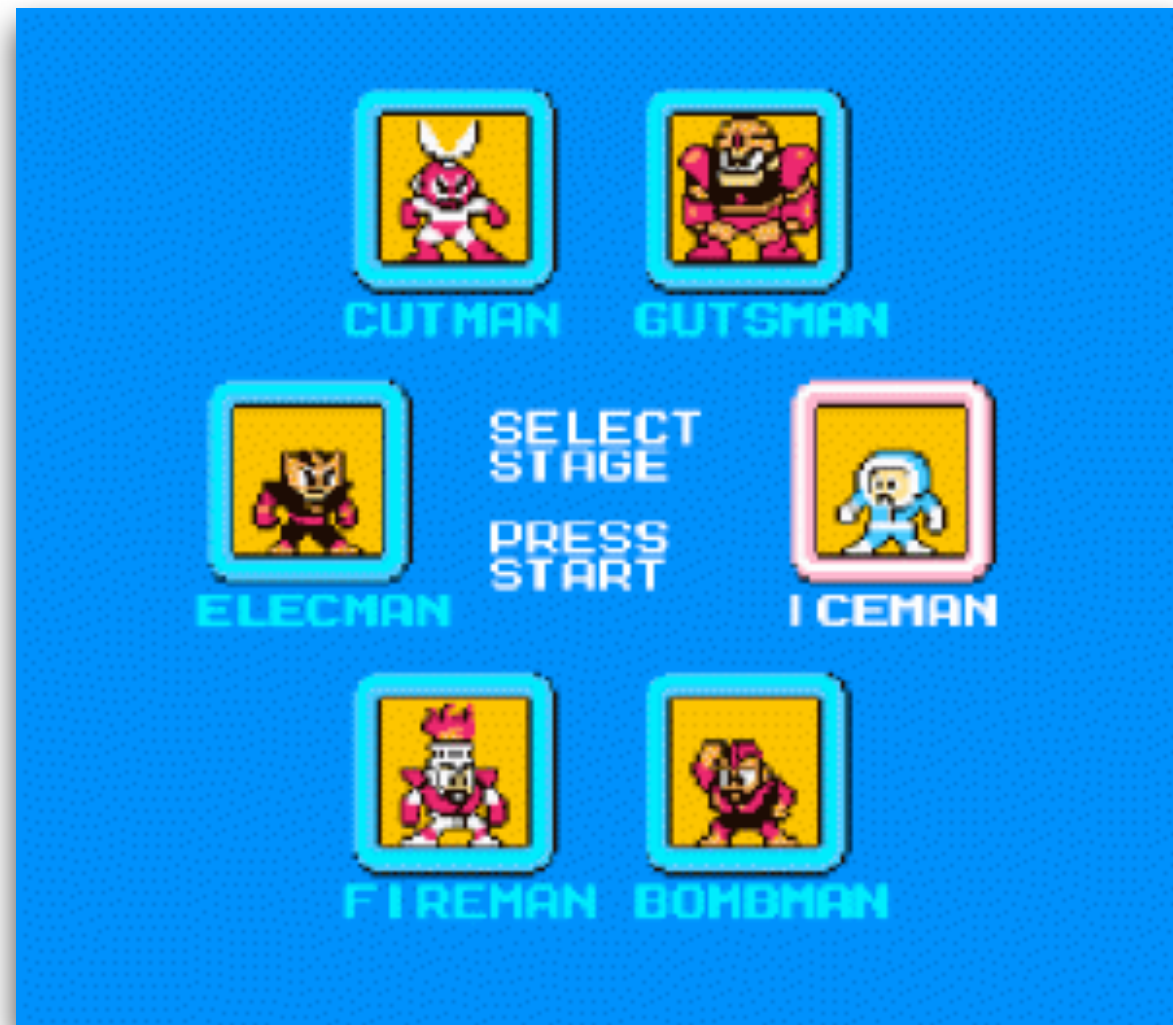 CUTMAN
GUTSMAN
SELECT
STAGE
PRESS
START
ELECMAN
ICEMAN
FIREMAN
BOMBMAN